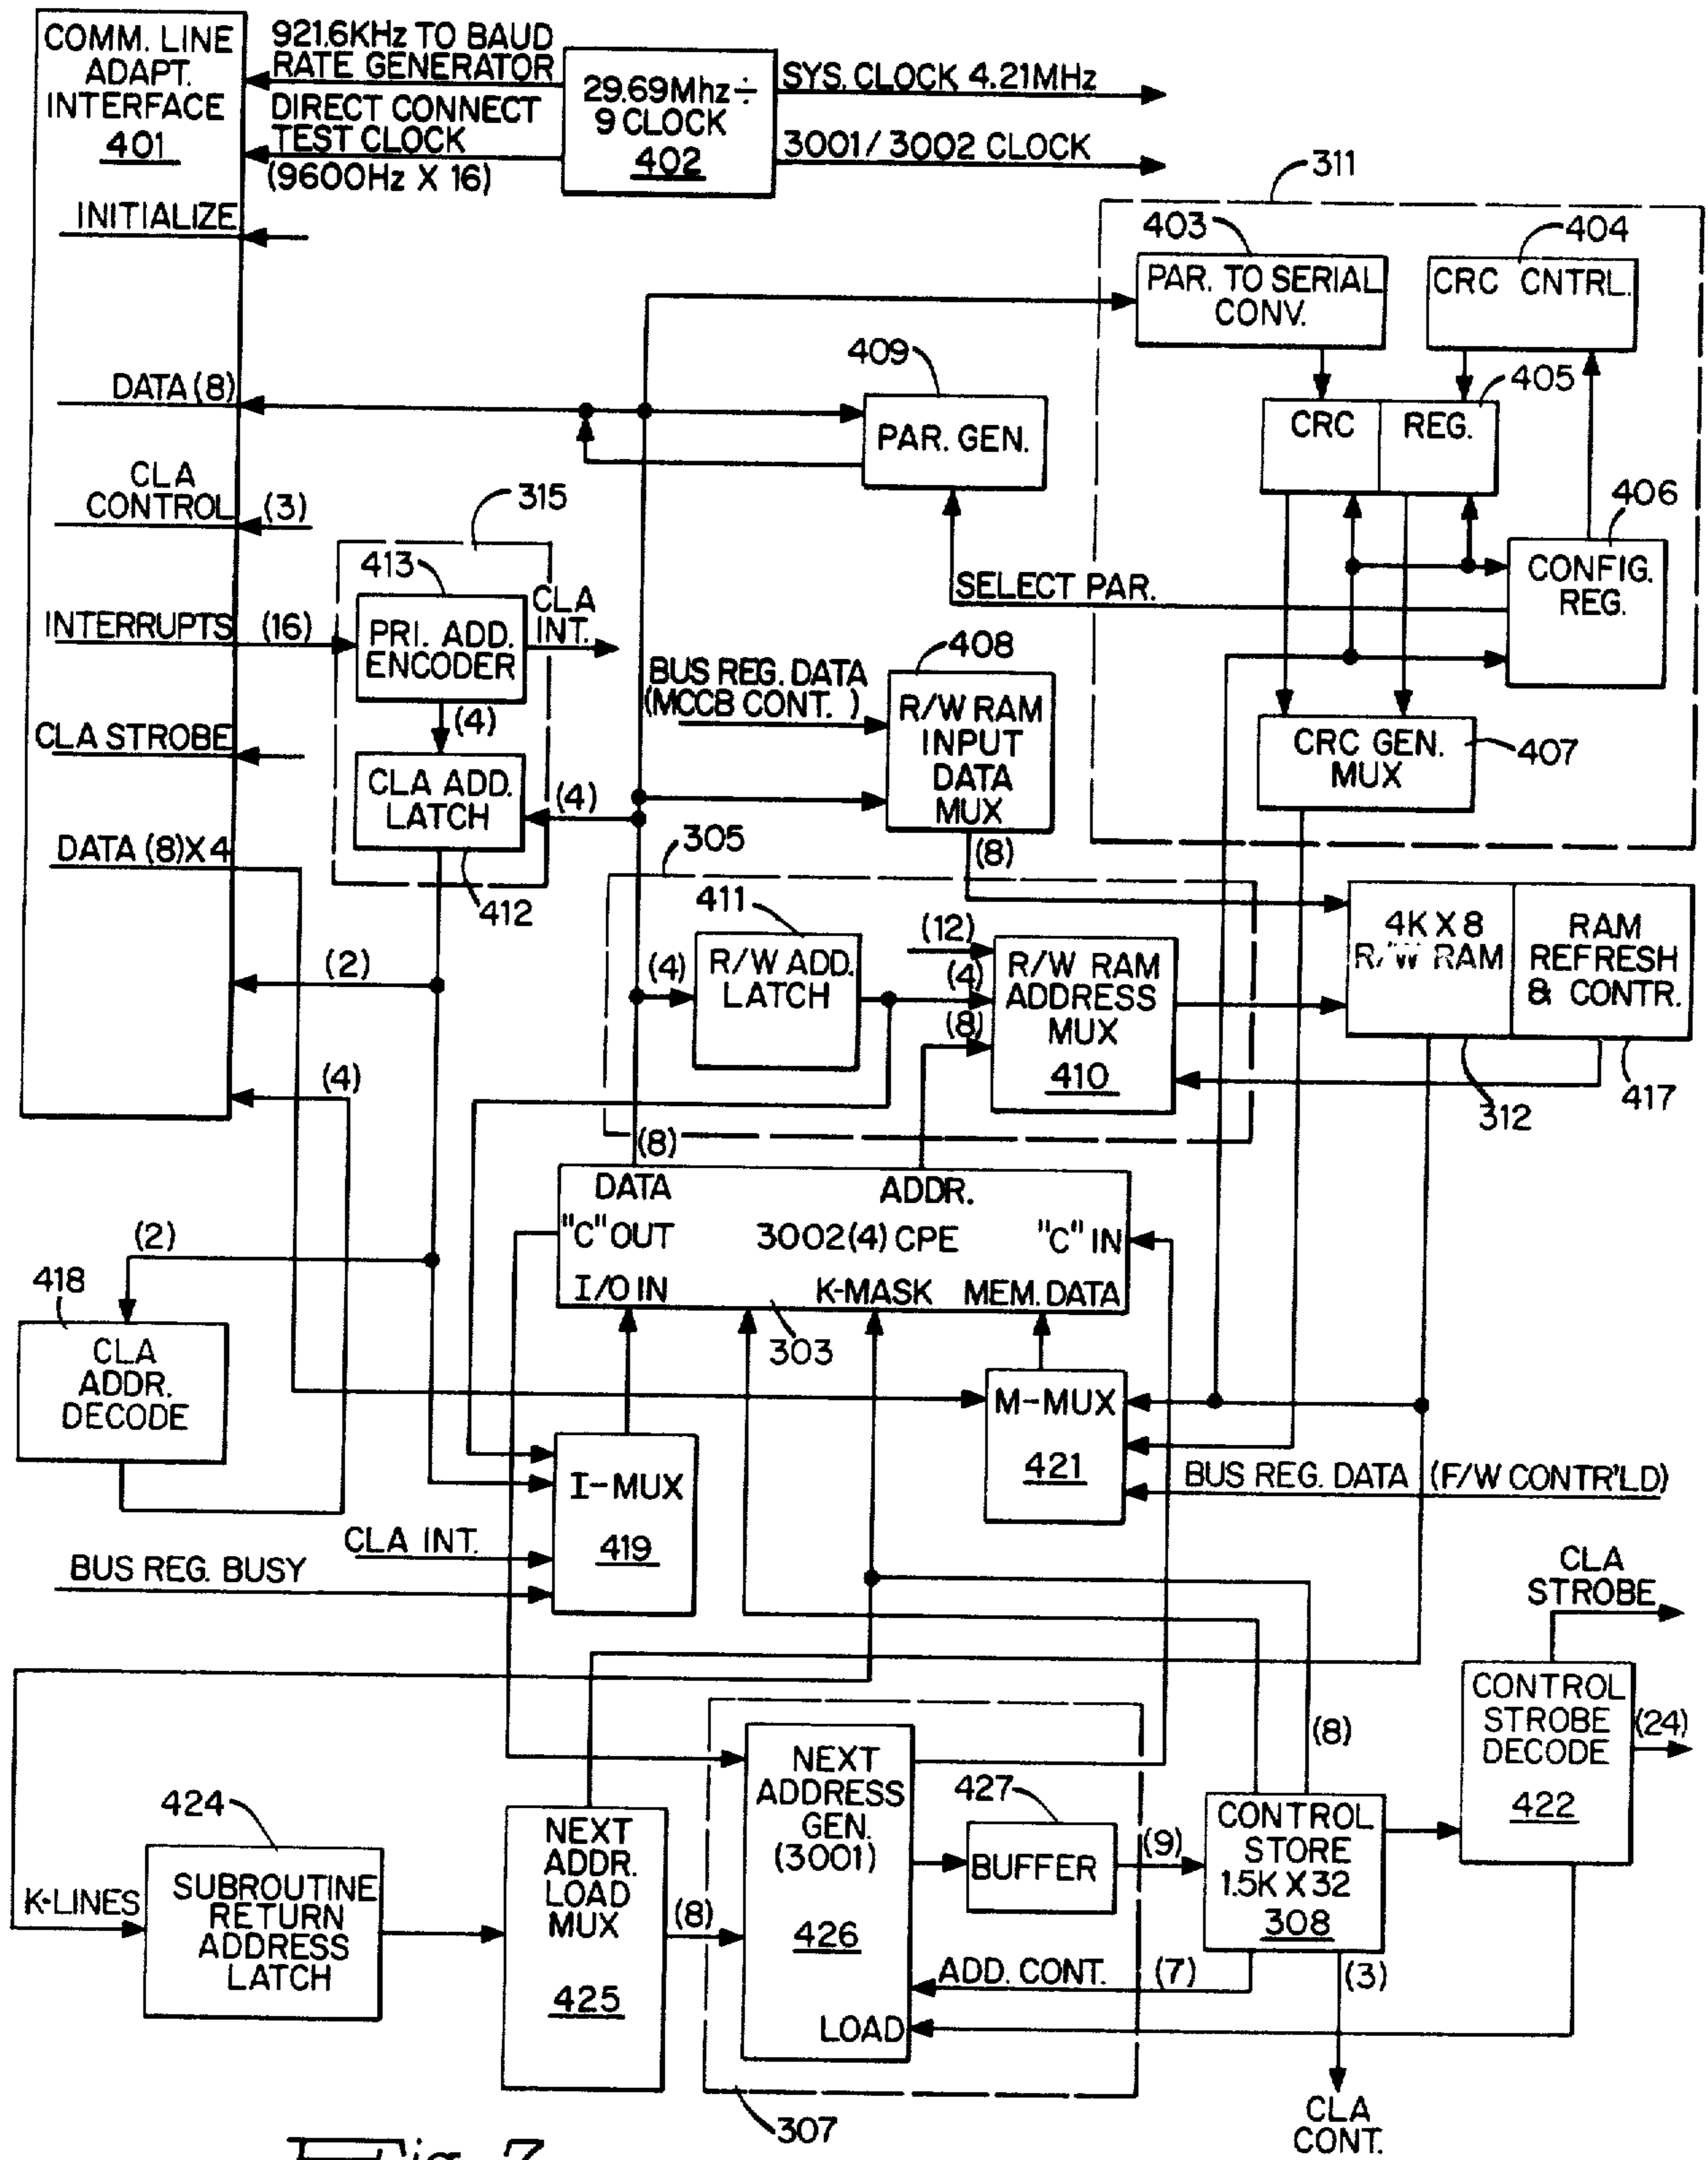 COMM. LINE
ADAPT.
INTERFACE
401
921.6KHz TO BAUD
RATE GENERATOR
DIRECT CONNECT
TEST CLOCK
(9600Hz X 16)
29.69Mhz ÷
9 CLOCK
402
SYS. CLOCK 4.21MHz
3001/3002 CLOCK
311
INITIALIZE
403
PAR. TO SERIAL
CONV.
404
CRC CNTRL.
409
PAR. GEN.
405
CRC
REG.
DATA (8)
CLA
CONTROL
(3)
315
406
CONFIG.
REG.
SELECT PAR.
413
PRI. ADD.
ENCODER
CLA
INT.
INTERRUPTS
(16)
(4)
408
BUS REG. DATA
(MCCB CONT. )
R/W RAM
INPUT
DATA
MUX
CRC GEN.
MUX
407
CLA STROBE
CLA ADD.
LATCH
(4)
412
DATA (8)X4
305
(8)
411
R/W ADD.
LATCH
(4)
(12)
(4)
(8)
R/W RAM
ADDRESS
MUX
410
4K X 8
R/W RAM
RAM
REFRESH
& CONTR.
312
417
(2)
(4)
(8)
DATA
ADDR.
"C" OUT
3002(4) CPE
"C" IN
I/O IN
K-MASK
MEM. DATA
303
(2)
418
CLA
ADDR.
DECODE
M-MUX
421
I-MUX
419
BUS REG. DATA (F/W CONTR'LD)
CLA INT.
BUS REG. BUSY
CLA
STROBE
CONTROL
STROBE
DECODE
422
(24)
(8)
424
K-LINES
SUBROUTINE
RETURN
ADDRESS
LATCH
NEXT
ADDR.
LOAD
MUX
425
(8)
NEXT
ADDRESS
GEN.
(3001)
426
LOAD
427
BUFFER
(9)
CONTROL
STORE
1.5K X 32
308
ADD. CONT.
(7)
(3)
307
CLA
CONT.
Fig. 7